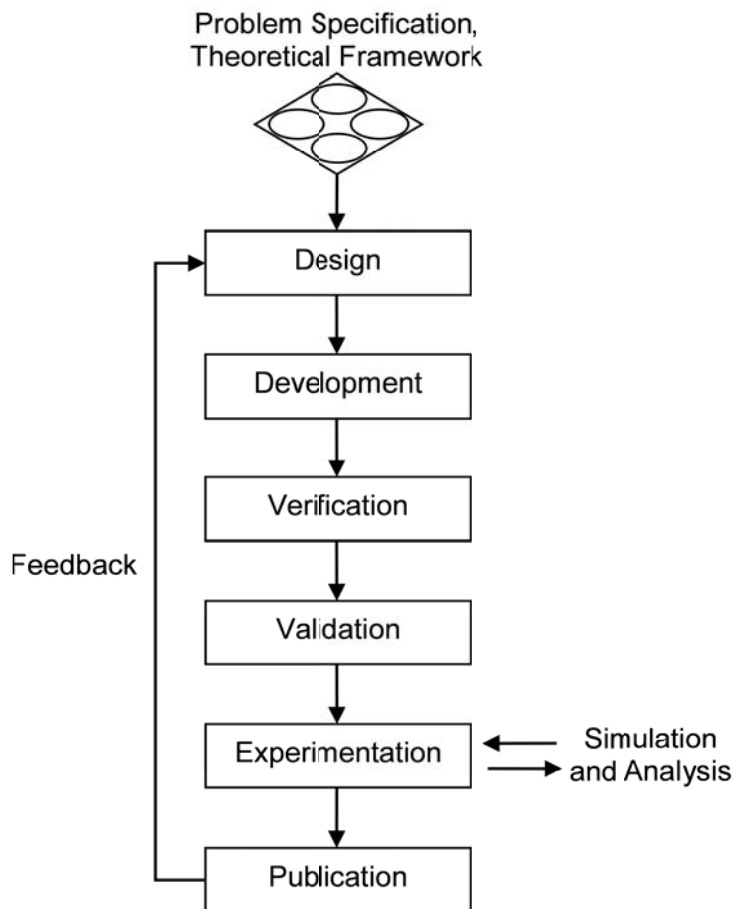 Problem Specification,
Theoretical Framework
Design
Development
Verification
Feedback
Validation
Experimentation
Simulation
and Analysis
Publication